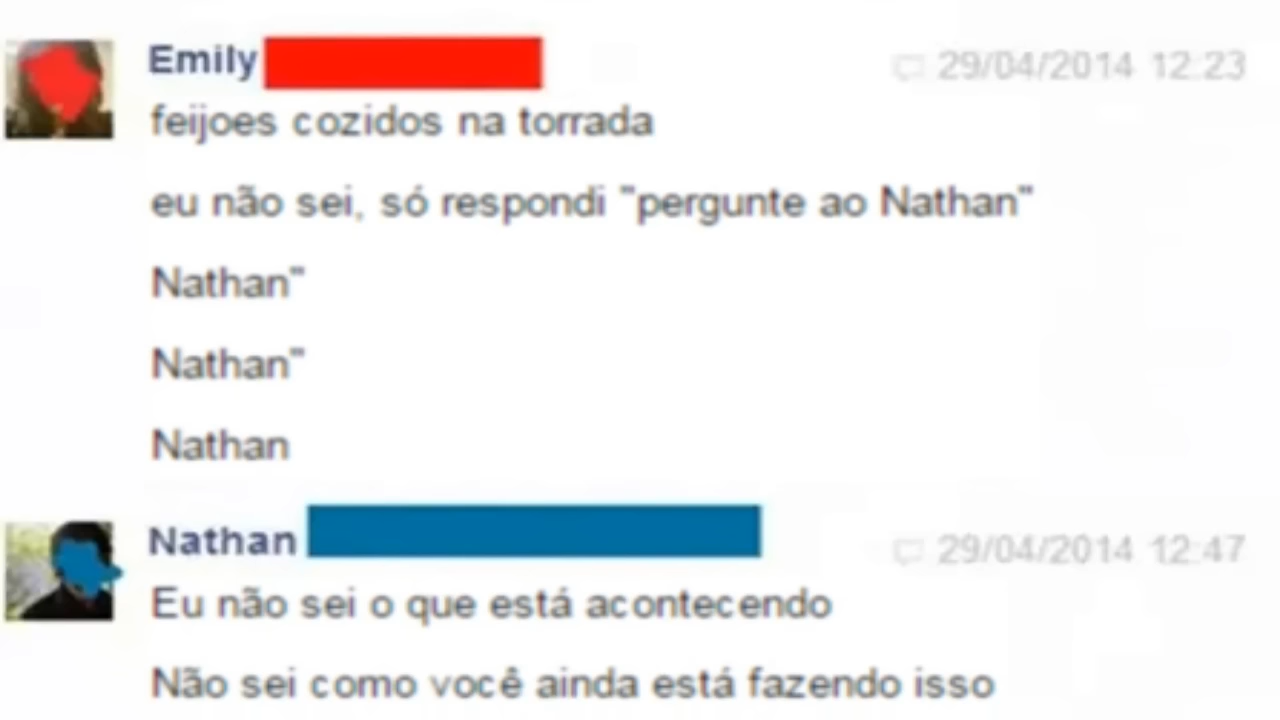 Emily
29/04/2014 12:23
feijoes cozidos na torrada
eu não sei, só respondi "pergunte ao Nathan"
Nathan"
Nathan"
Nathan
Nathan
29/04/2014 12:47
Eu não sei o que está acontecendo
Não sei como você ainda está fazendo isso